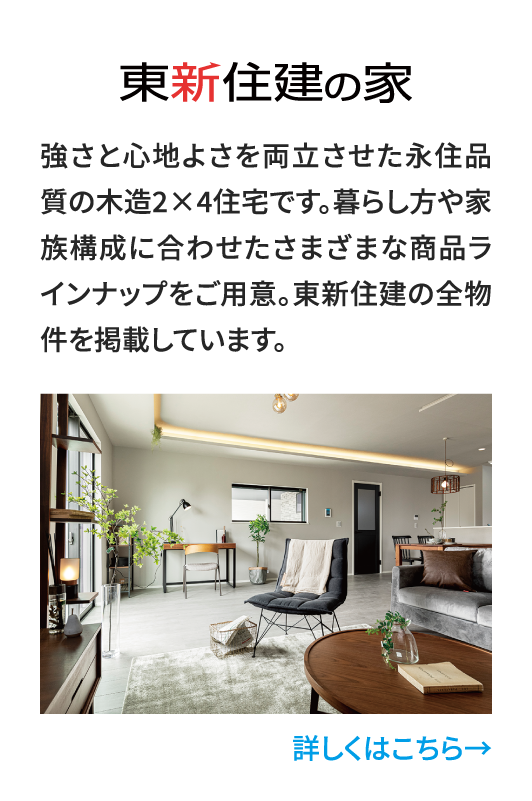 東新住建の家
強さと心地よさを両立させた永住品
質の木造2×4住宅です。暮らし方や家
族構成に合わせたさまざまな商品ラ
インナップをご用意。東新住建の全物
件を掲載しています。
詳しくはこちら→